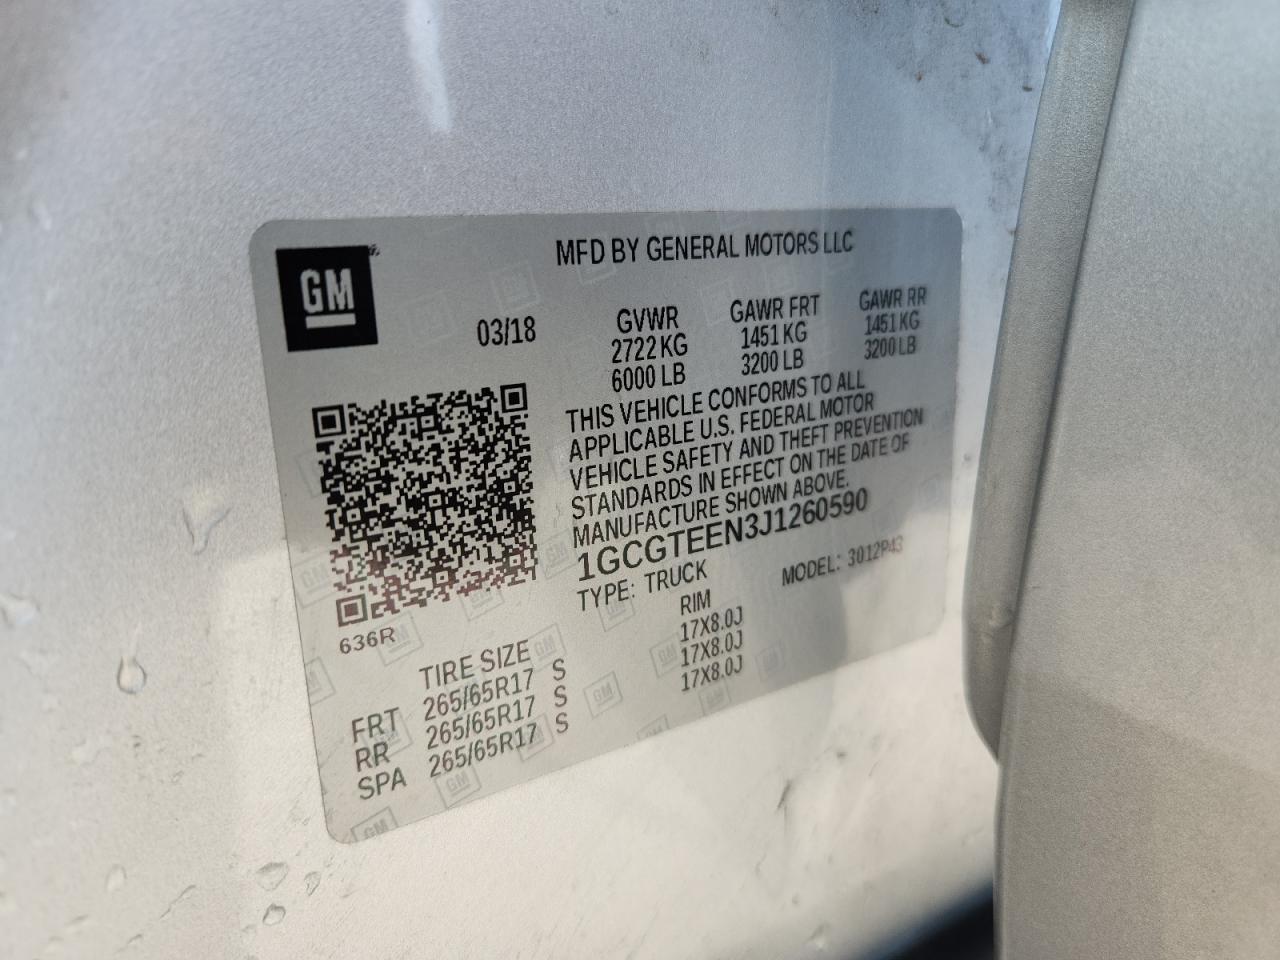 GM
MFD BY GENERAL MOTORS LLC
03/18
GVWR GAWR FRT GAWR RR
2722 KG 1451 KG 1451 KG
6000 LB 3200 LB 3200 LB
THIS VEHICLE CONFORMS TO ALL
APPLICABLE U.S. FEDERAL MOTOR
VEHICLE SAFETY AND THEFT PREVENTION
STANDARDS IN EFFECT ON THE DATE OF
MANUFACTURE SHOWN ABOVE.
1GCGTEEN3J1260590
TYPE: TRUCK MODEL: 3012P43
636R
TIRE SIZE RIM
FRT 265/65R17 S 17X8.0J
RR 265/65R17 S 17X8.0J
SPA 265/65R17 S 17X8.0J